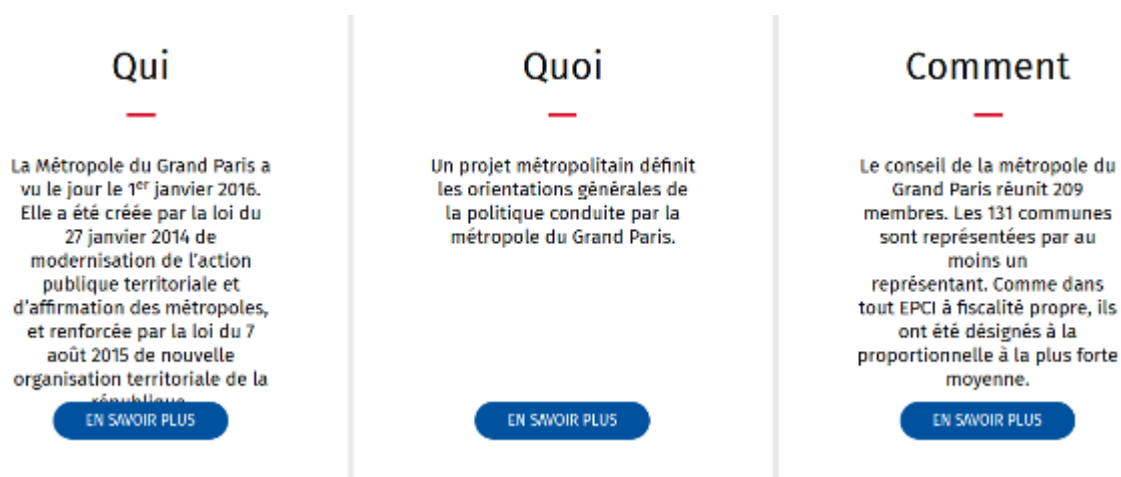 Qui
La Métropole du Grand Paris a
vu le jour le 1er janvier 2016.
Elle a été créée par la loi du
27 janvier 2014 de
modernisation de l'action
publique territoriale et
d'affirmation des métropoles,
et renforcée par la loi du 7
août 2015 de nouvelle
organisation territoriale de la
république
EN SAVOIR PLUS
Quoi
Un projet métropolitain définit
les orientations générales de
la politique conduite par la
métropole du Grand Paris.
EN SAVOIR PLUS
Comment
Le conseil de la métropole du
Grand Paris réunit 209
membres. Les 131 communes
sont représentées par au
moins un
représentant. Comme dans
tout EPCI à fiscalité propre, ils
ont été désignés à la
proportionnelle à la plus forte
moyenne.
EN SAVOIR PLUS